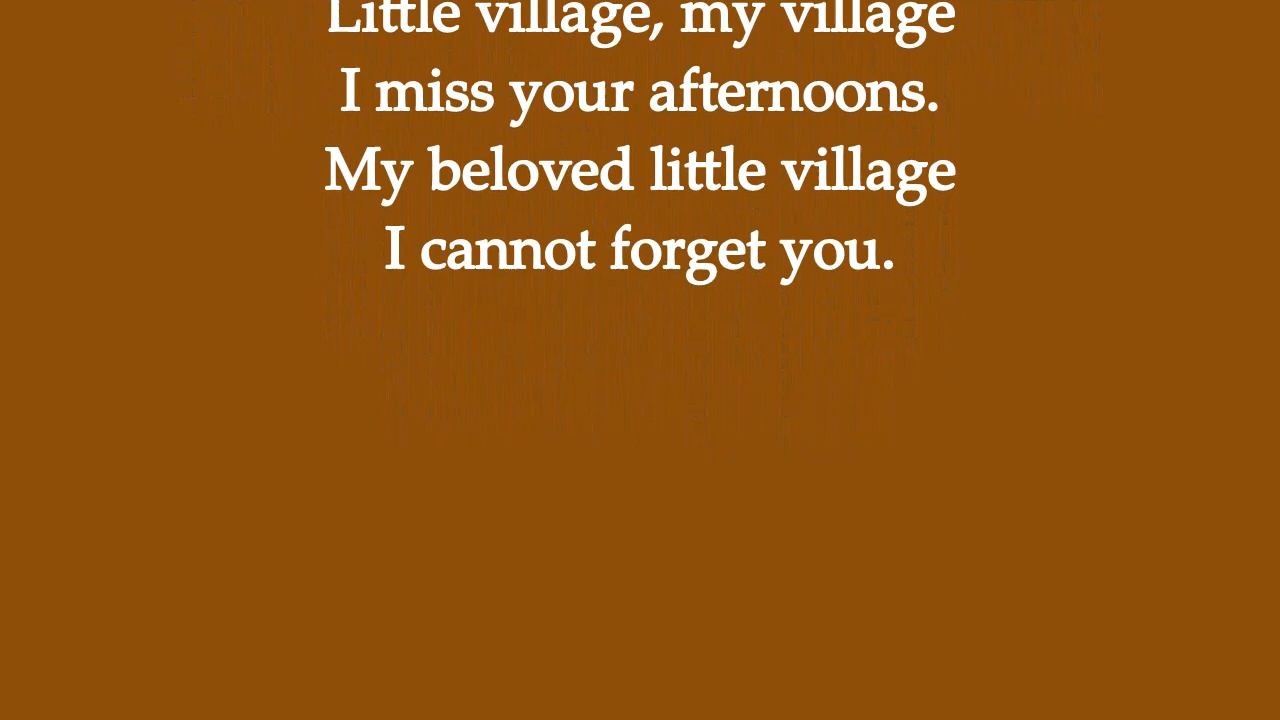 Little village, my village
I miss your afternoons.
My beloved little village
I cannot forget you.